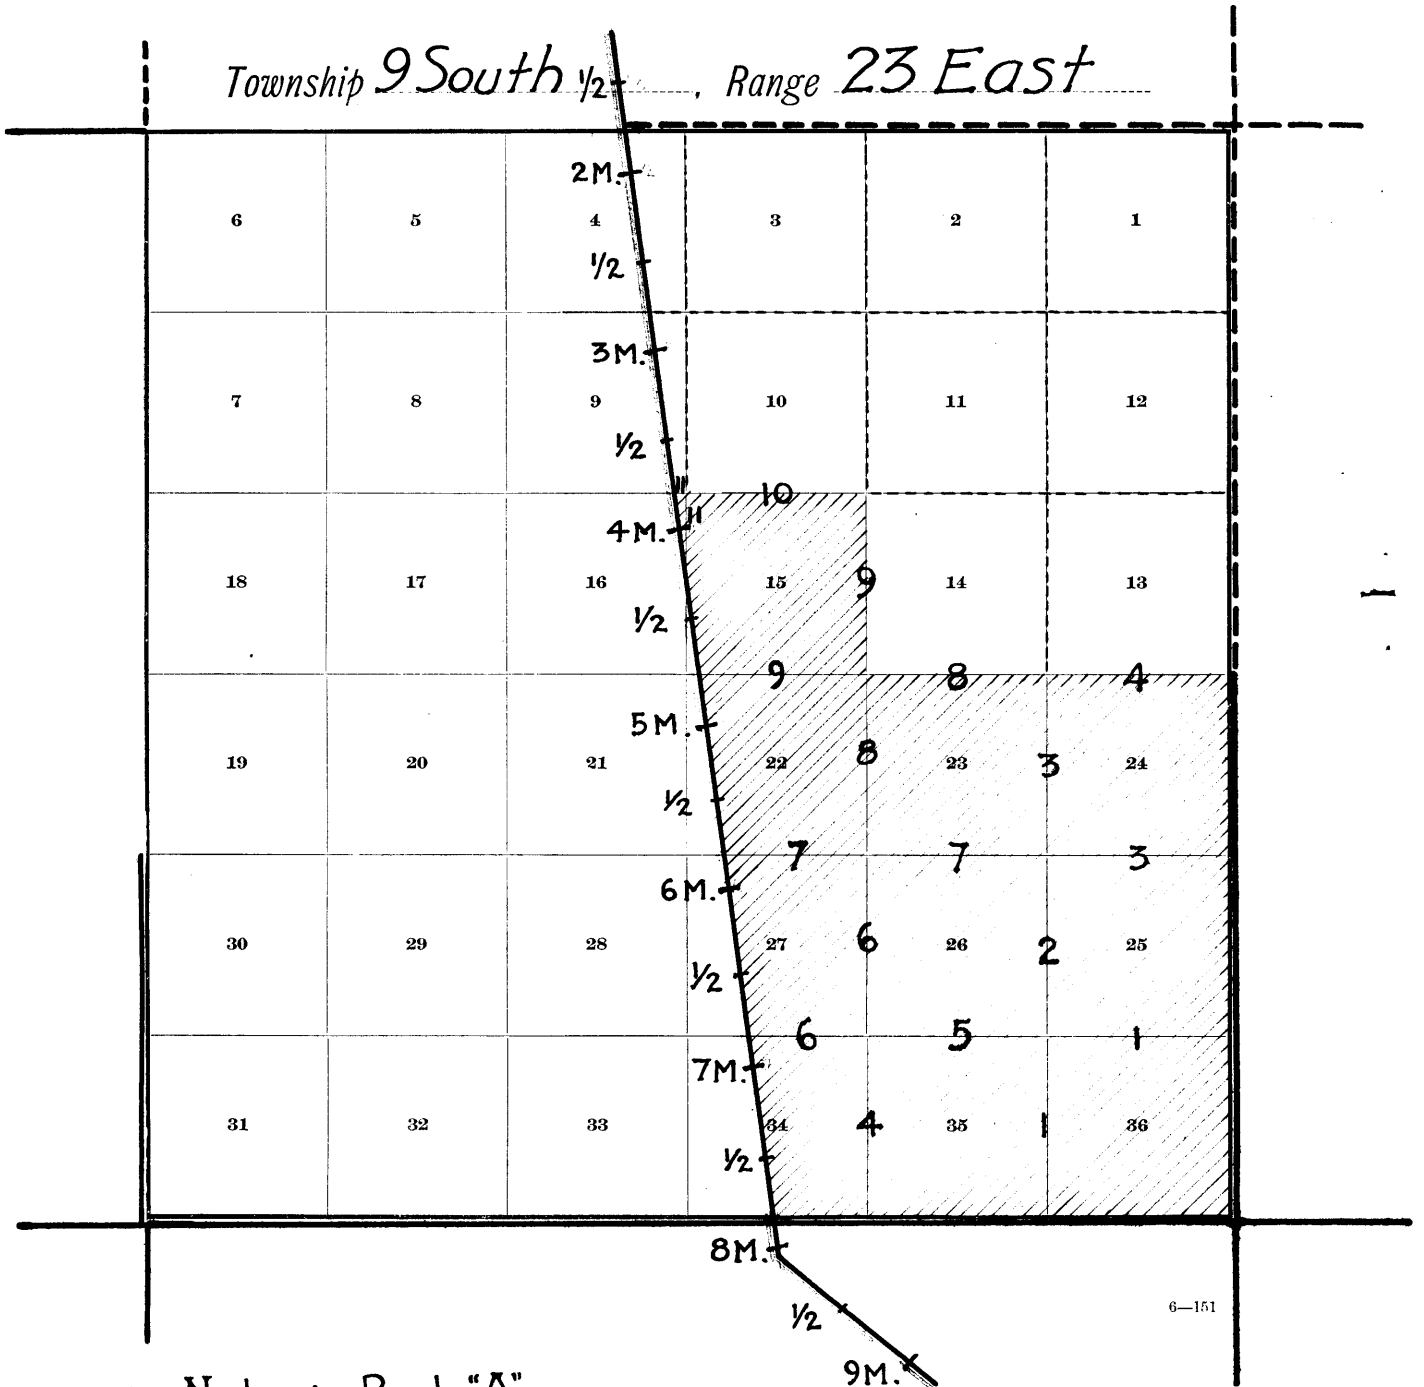 Township 9 South ½, Range 23 East
2M.
6 5 4 3 2 1
½
3M.
7 8 9 10 11 12
½
11 10
4M. 11
18 17 16 15 9 14 13
½
9 8 4
5M.
19 20 21 22 8 23 3 24
½
7 7 3
6M.
30 29 28 27 6 26 2 25
½
6 5 1
7M.
31 32 33 34 4 35 1 36
½
8M.
6—151
½
9M.
"A"